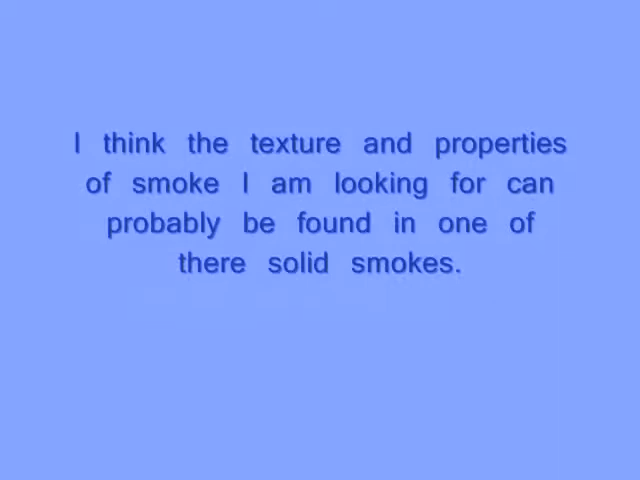 I think the texture and properties
of smoke I am looking for can
probably be found in one of
there solid smokes.